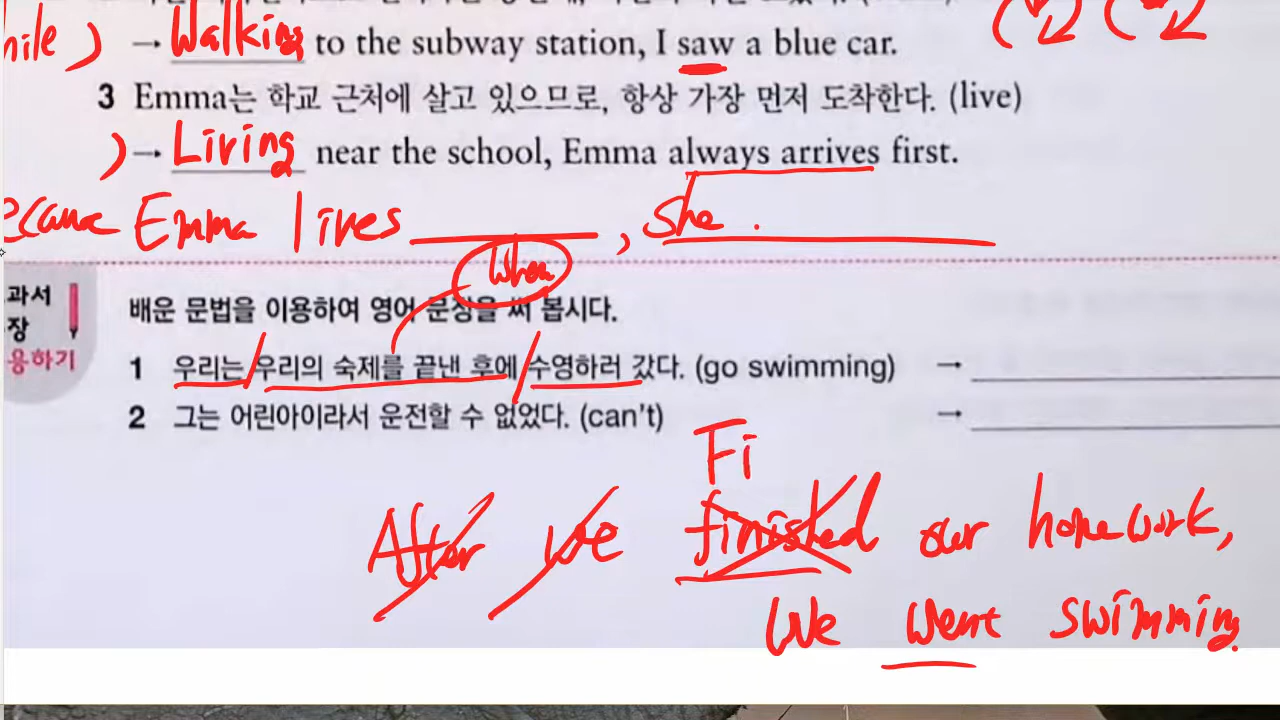 → Walking to the subway station, I saw a blue car.
3 Emma는 학교 근처에 살고 있으므로, 항상 가장 먼저 도착한다. (live)
) → Living near the school, Emma always arrives first.
Emma lives ________, she .
When
과서 배운 문법을 이용하여 영어 문장을 써 봅시다.
장
용하기
1 우리는/우리의 숙제를 끝낸 후에/수영하러 갔다. (go swimming) →
2 그는 어린아이라서 운전할 수 없었다. (can't) →
Fi
After we finished our homework,
We went swimming.